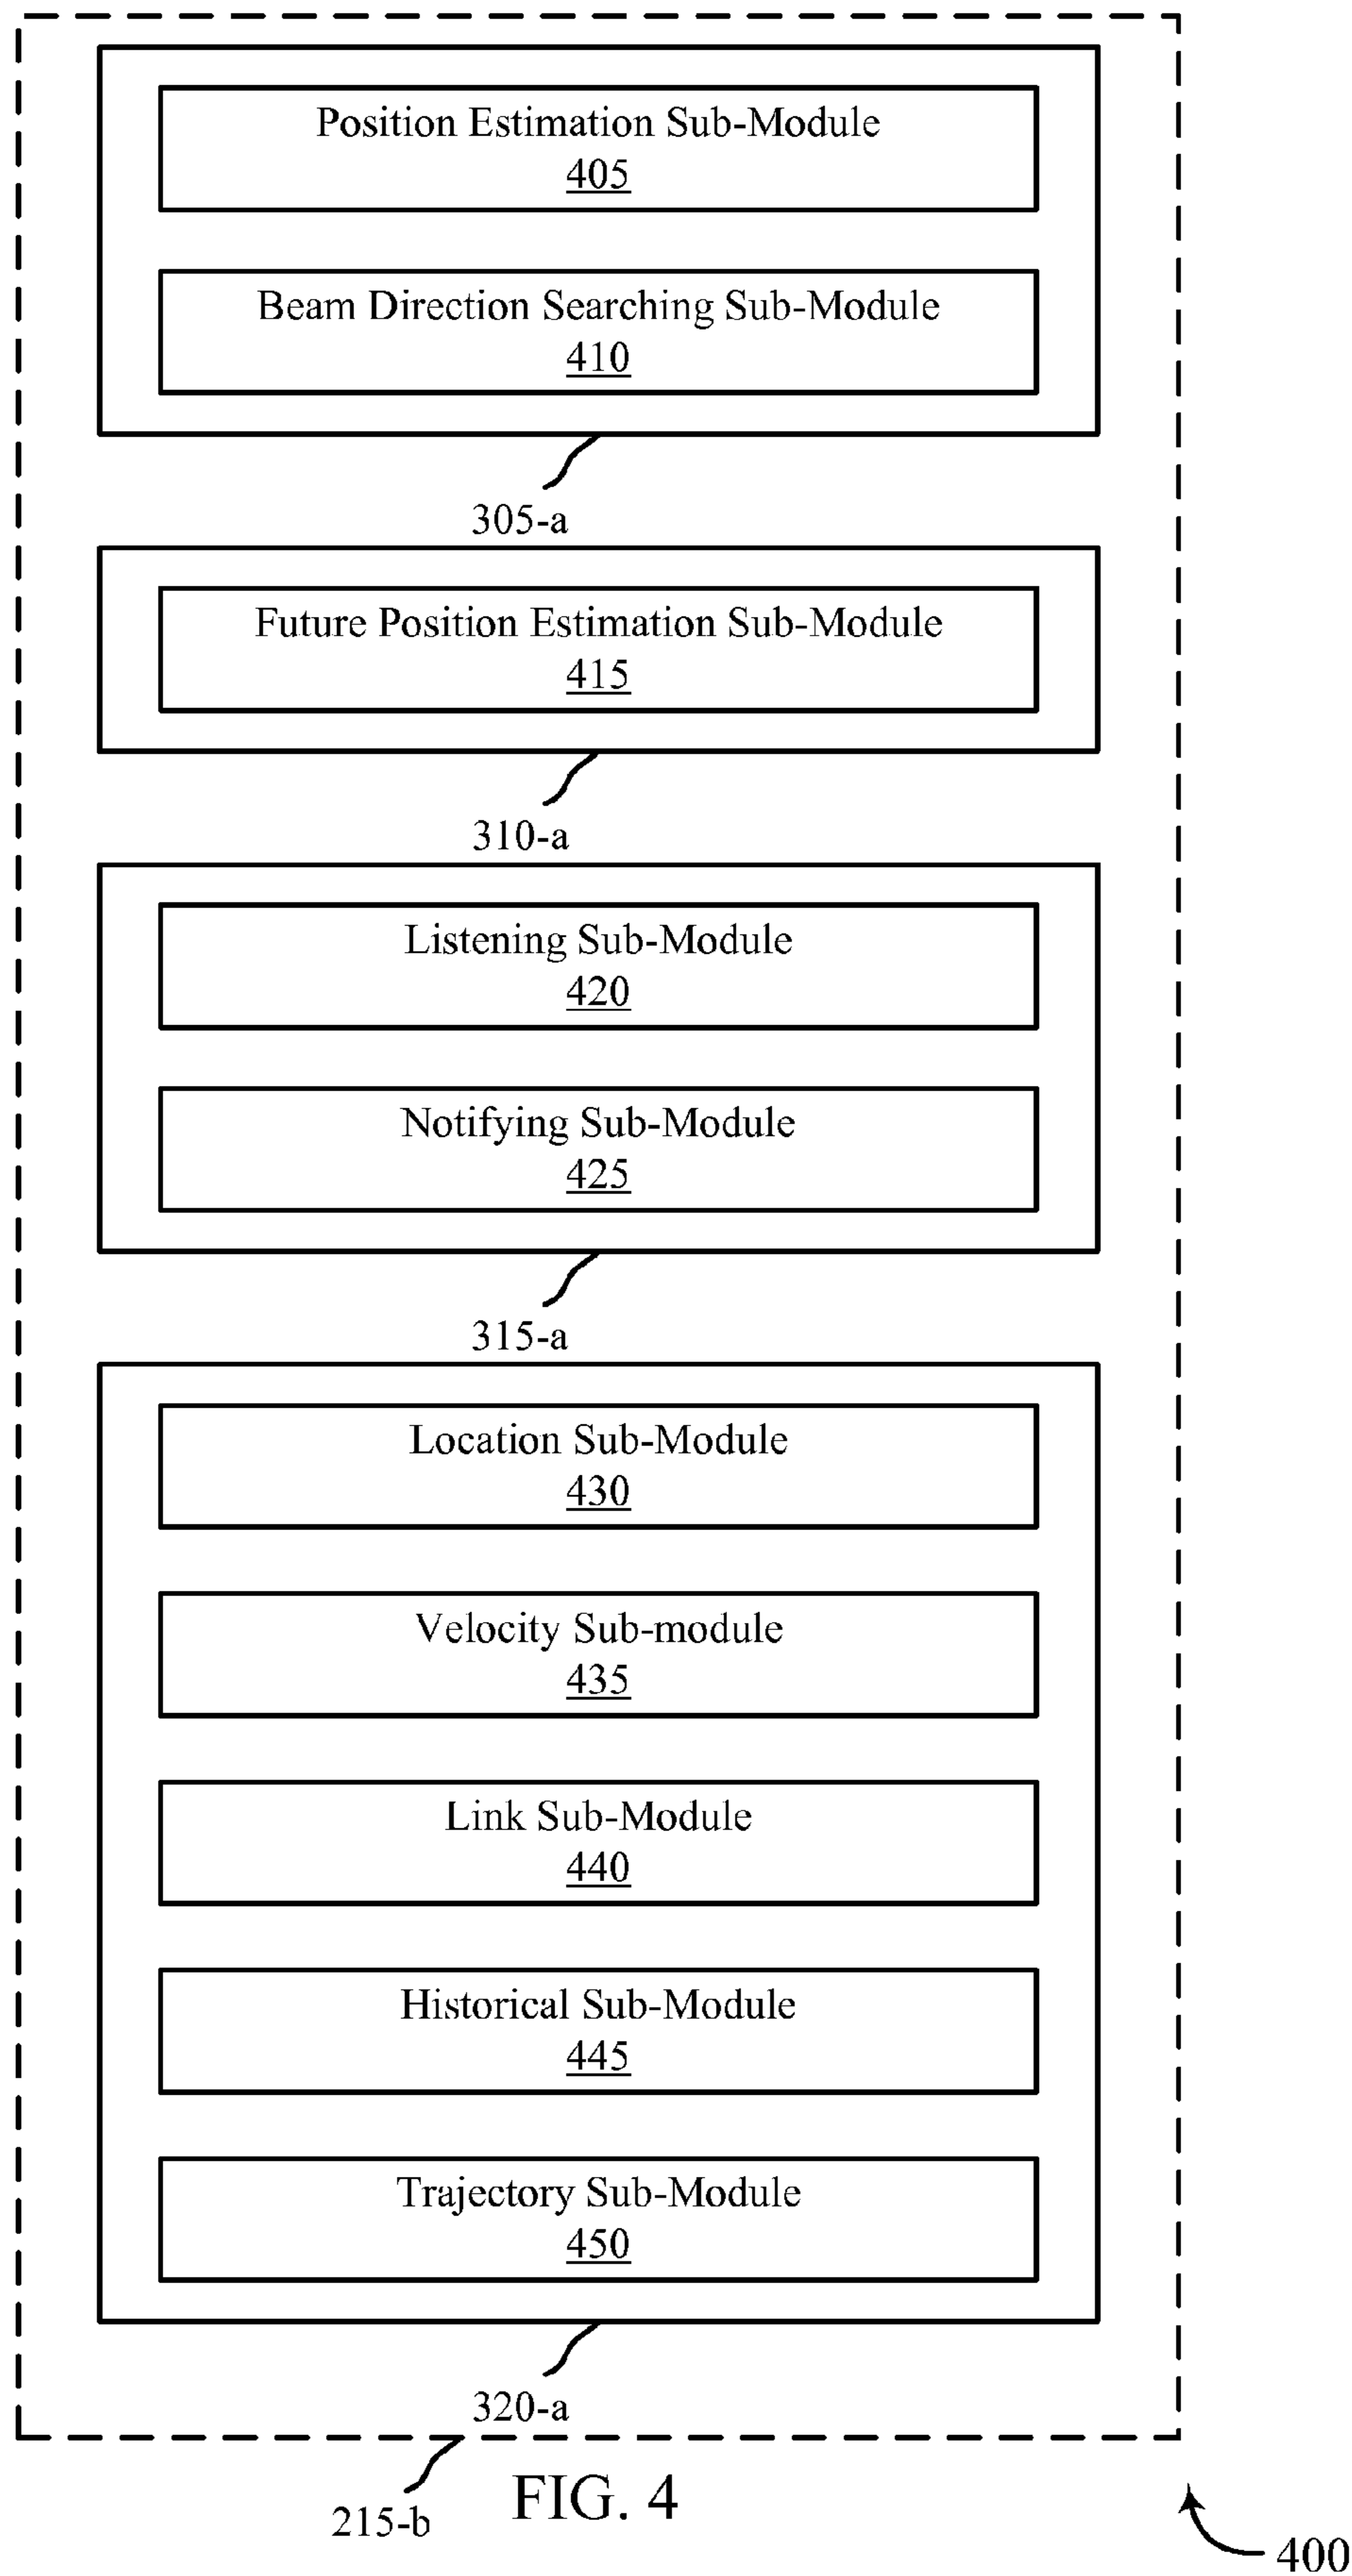 Position Estimation Sub-Module
405
Beam Direction Searching Sub-Module
410
305-a
Future Position Estimation Sub-Module
415
310-a
Listening Sub-Module
420
Notifying Sub-Module
425
315-a
Location Sub-Module
430
Velocity Sub-module
435
Link Sub-Module
440
Historical Sub-Module
445
Trajectory Sub-Module
450
320-a
215-b
FIG. 4
400